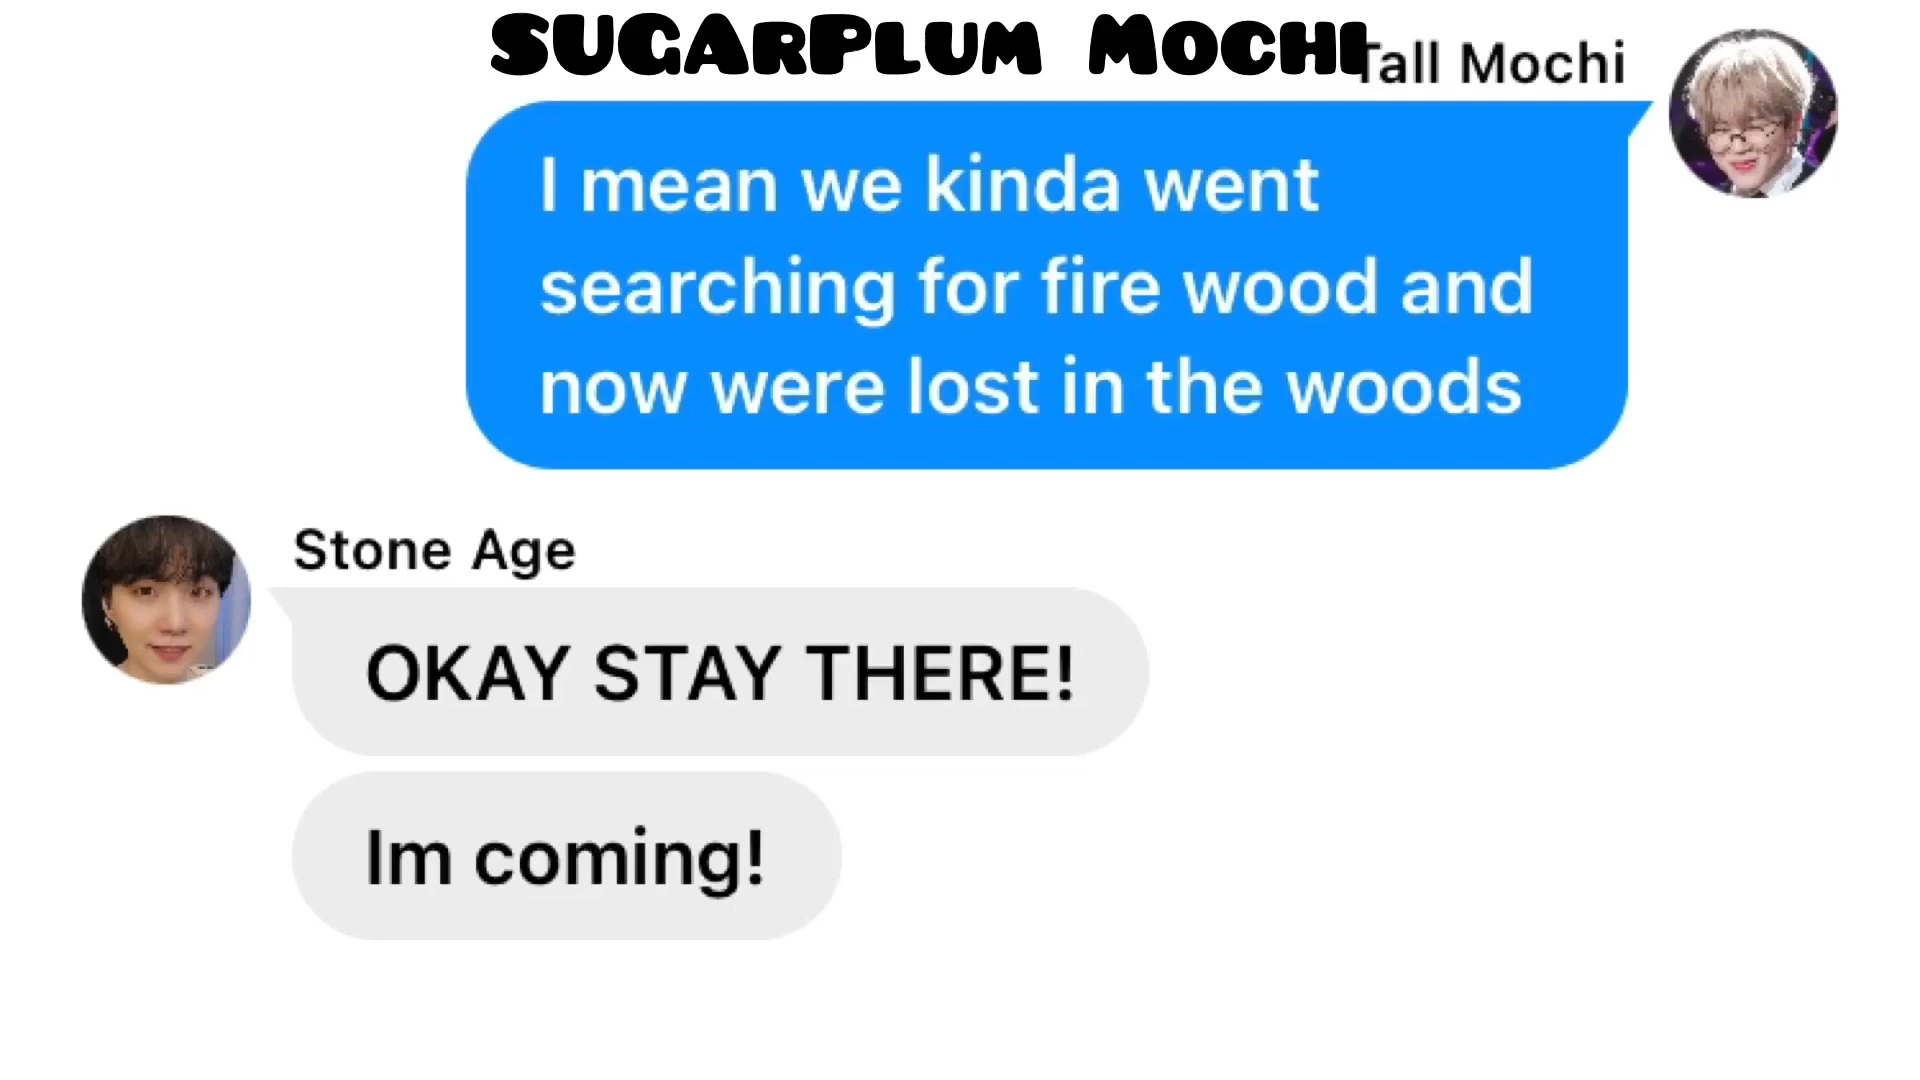 SUGARPLUM MOCHI
Tall Mochi
I mean we kinda went
searching for fire wood and
now were lost in the woods
Stone Age
OKAY STAY THERE!
Im coming!